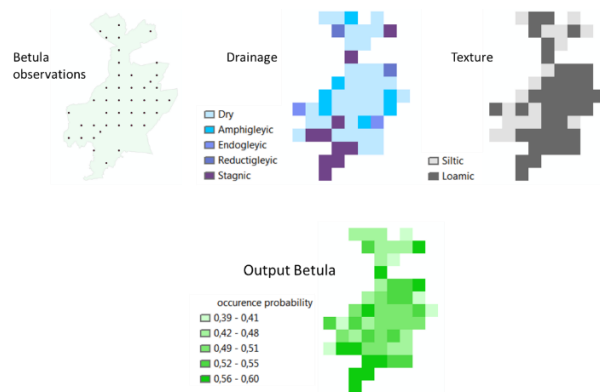 Betula
observations
Drainage
Dry
Amphigleyic
Endogleyic
Reductigleyic
Stagnic
Texture
Siltic
Loamic
Output Betula
occurence probability
0,39 - 0,41
0,42 - 0,48
0,49 - 0,51
0,52 - 0,55
0,56 - 0,60